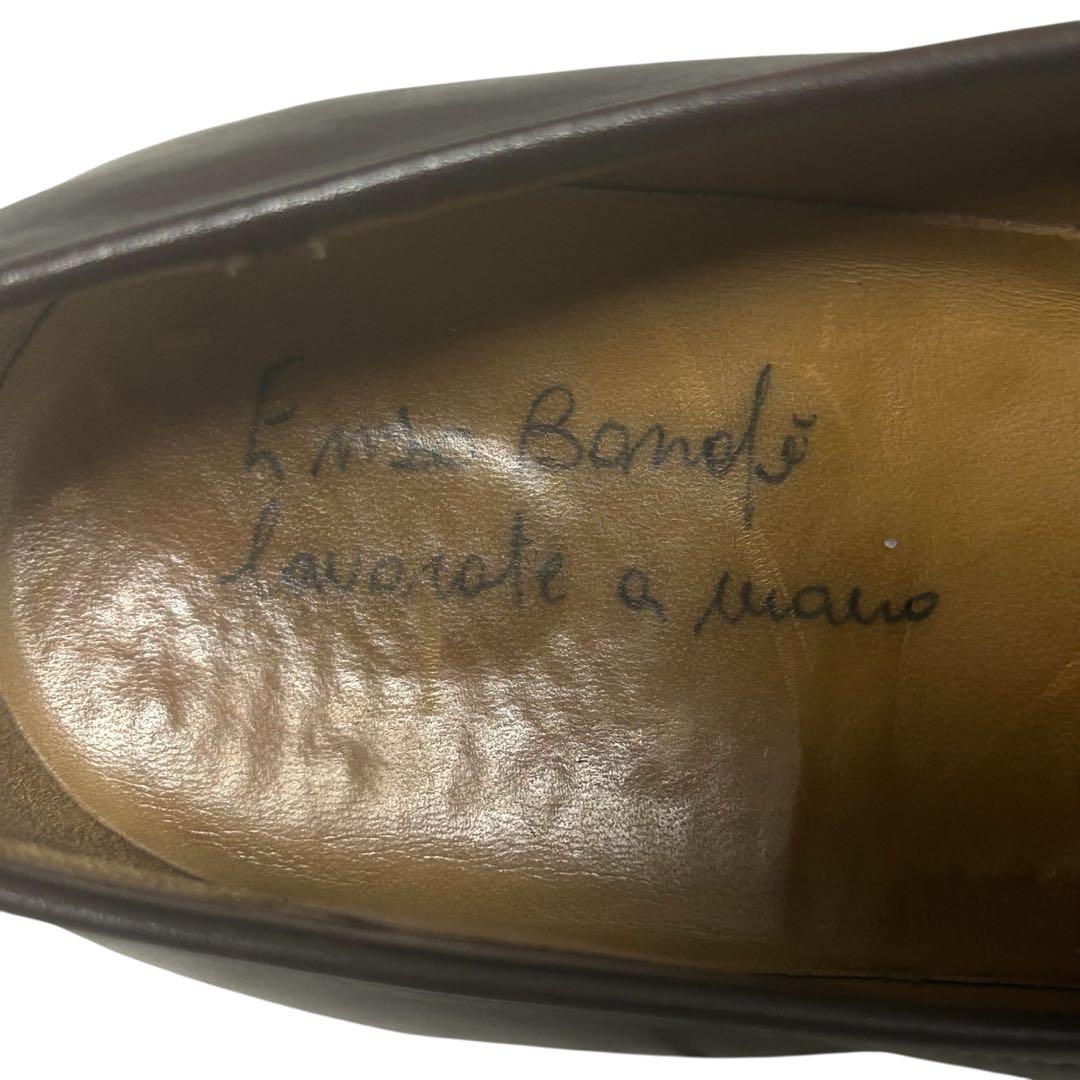 Enzo Bonafè
lavorate a mano